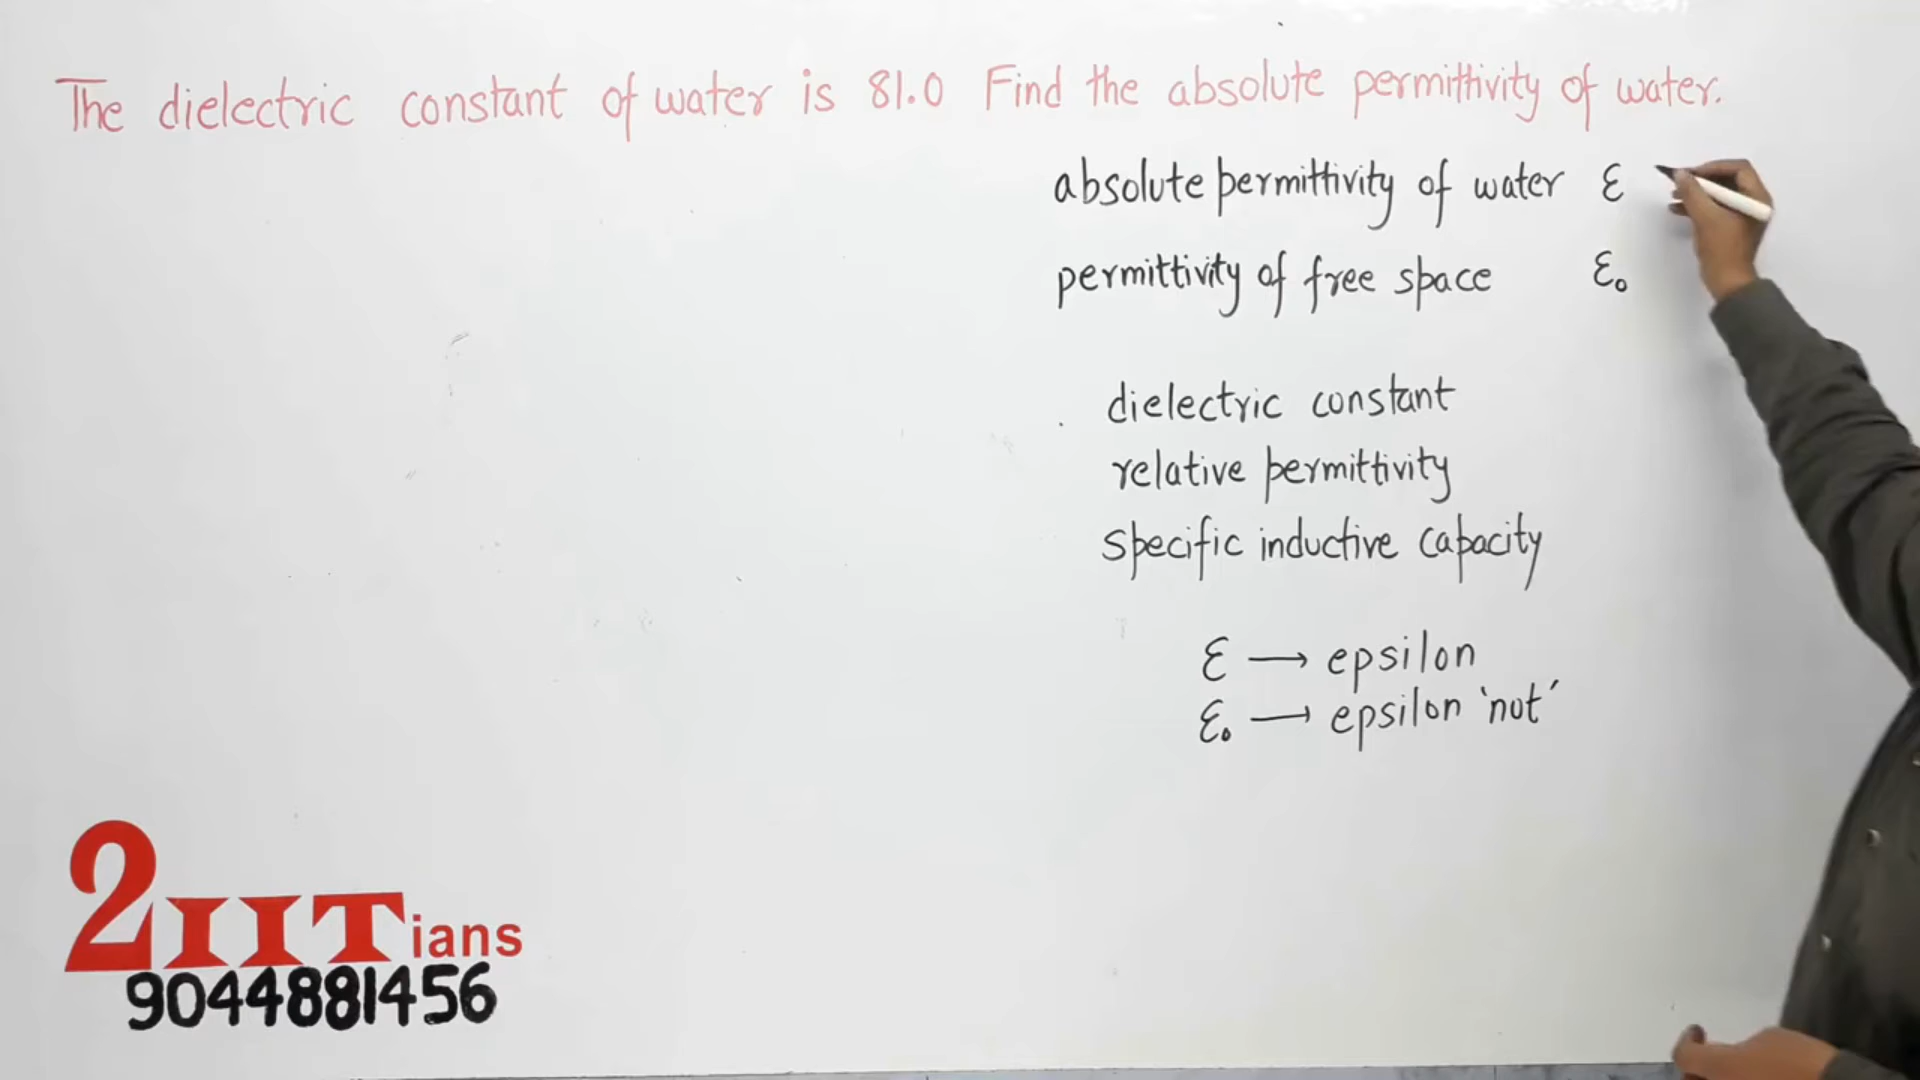 The dielectric constant of water is 81.0 Find the absolute permittivity of water.
absolute permittivity of water ε
permittivity of free space ε₀
dielectric constant
relative permittivity
specific inductive capacity
ε → epsilon
ε₀ → epsilon 'not'
2IITians
9044881456